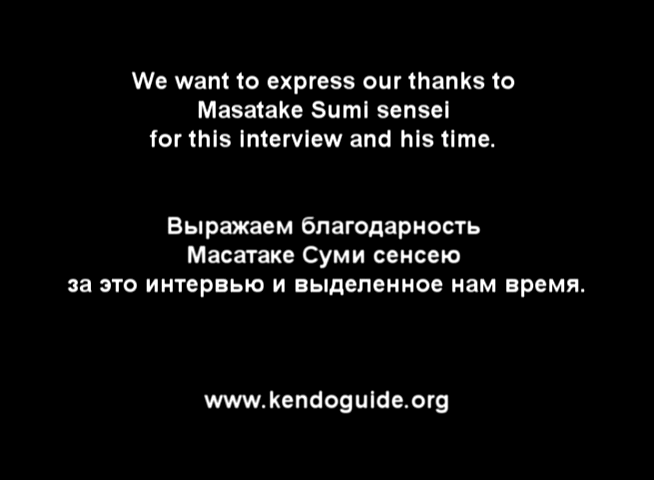 We want to express our thanks to
Masatake Sumi sensei
for this interview and his time.
Выражаем благодарность
Масатаке Суми сенсею
за это интервью и выделенное нам время.
www.kendoguide.org